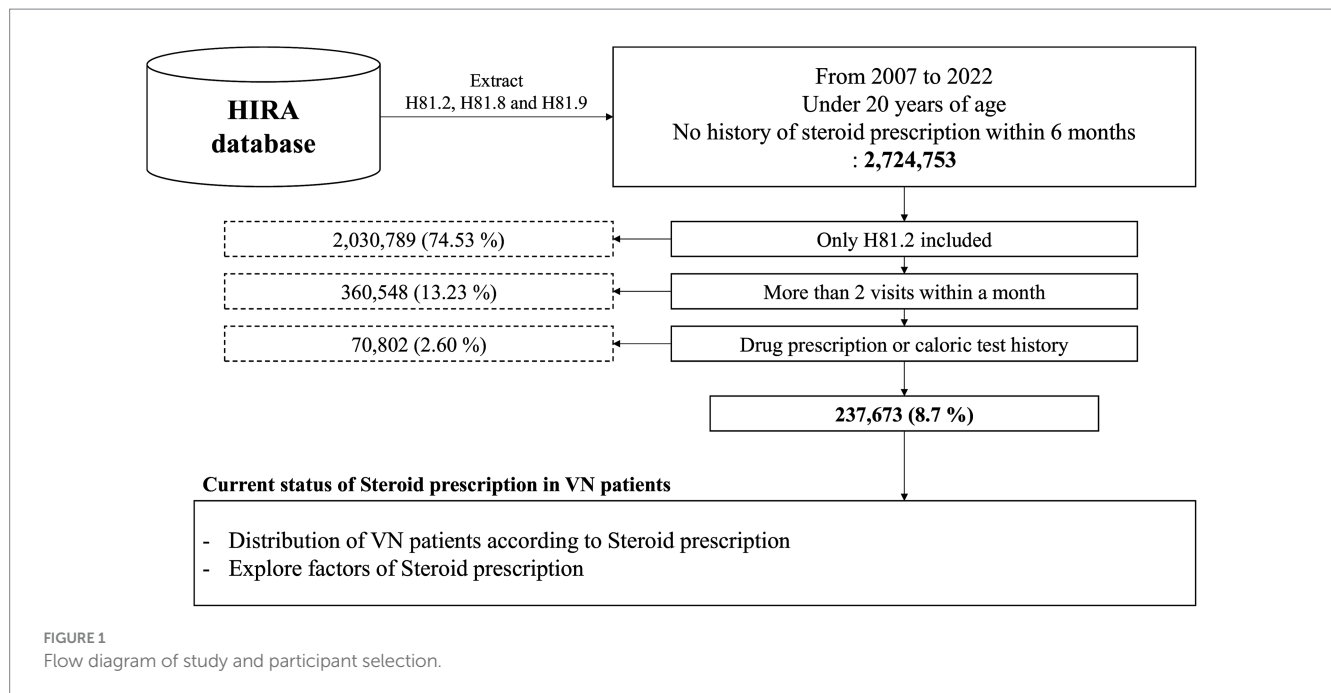 HIRA
database
Extract
H81.2, H81.8 and H81.9
From 2007 to 2022
Under 20 years of age
No history of steroid prescription within 6 months
: 2,724,753
2,030,789 (74.53 %)
Only H81.2 included
360,548 (13.23 %)
More than 2 visits within a month
70,802 (2.60 %)
Drug prescription or caloric test history
237,673 (8.7 %)
Current status of Steroid prescription in VN patients
- Distribution of VN patients according to Steroid prescription
- Explore factors of Steroid prescription
FIGURE 1
Flow diagram of study and participant selection.